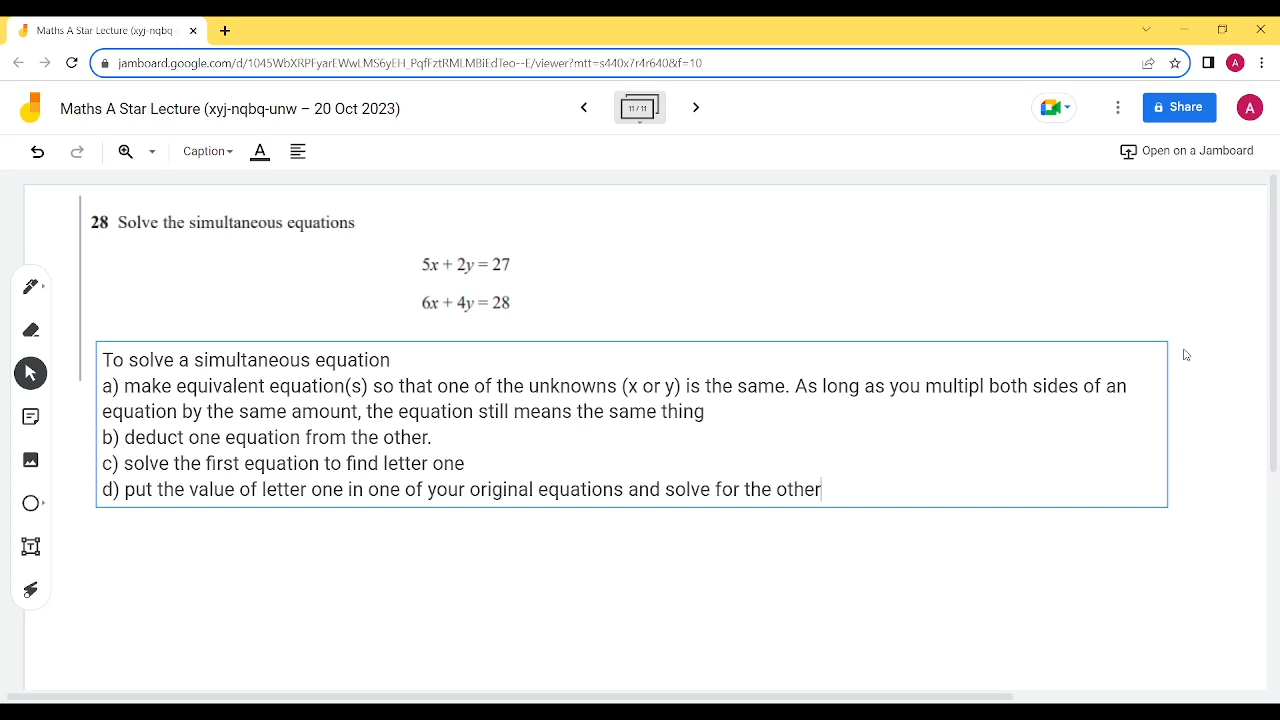 Maths A Star Lecture (xyj-nqbq
jamboard.google.com/d/1045WbXRPFyarEWwLMS6yEH_PqfFztRMLMBiEdTeo--E/viewer?mtt=s440x7r4r640&f=10
A
Maths A Star Lecture (xyj-nqbq-unw – 20 Oct 2023)
11 / 11
Share
A
Caption
A
Open on a Jamboard
28 Solve the simultaneous equations
5x + 2y = 27
6x + 4y = 28
To solve a simultaneous equation
a) make equivalent equation(s) so that one of the unknowns (x or y) is the same. As long as you multipl both sides of an
equation by the same amount, the equation still means the same thing
b) deduct one equation from the other.
c) solve the first equation to find letter one
d) put the value of letter one in one of your original equations and solve for the other
T